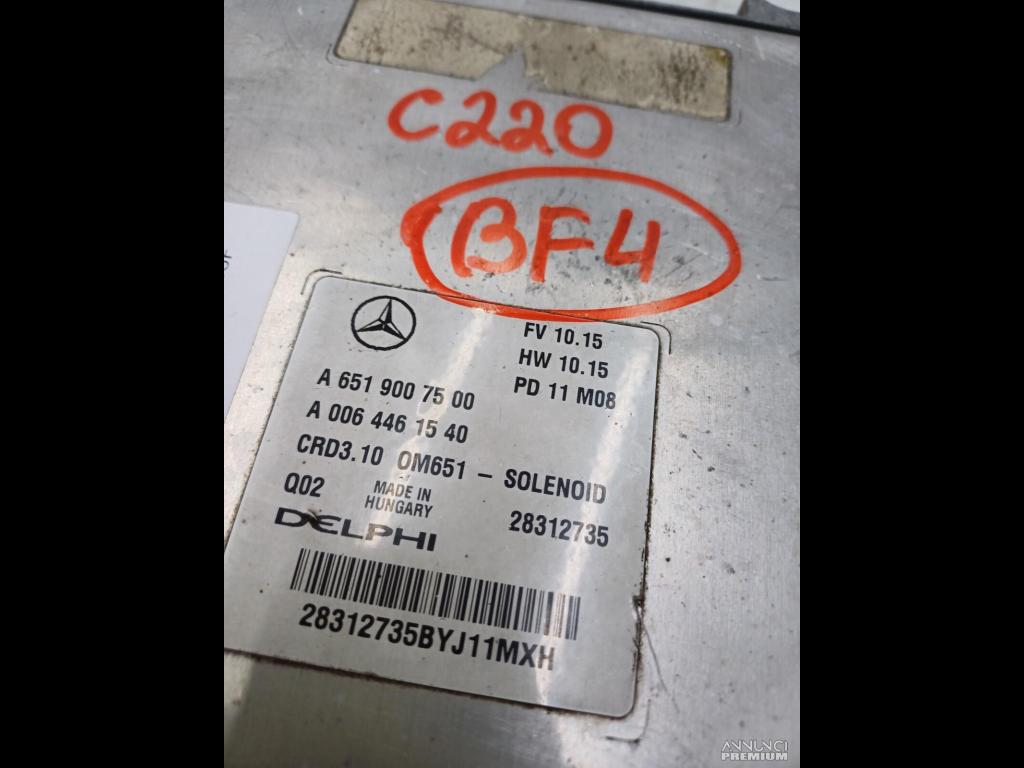 C220
BF4
FV 10.15
HW 10.15
PD 11 M08
A 651 900 75 00
A 006 446 15 40
CRD3.10 OM651 – SOLENOID
Q02 MADE IN HUNGARY 28312735
DELPHI
28312735BYJ11MXH
ANNUNCI
PREMIUM